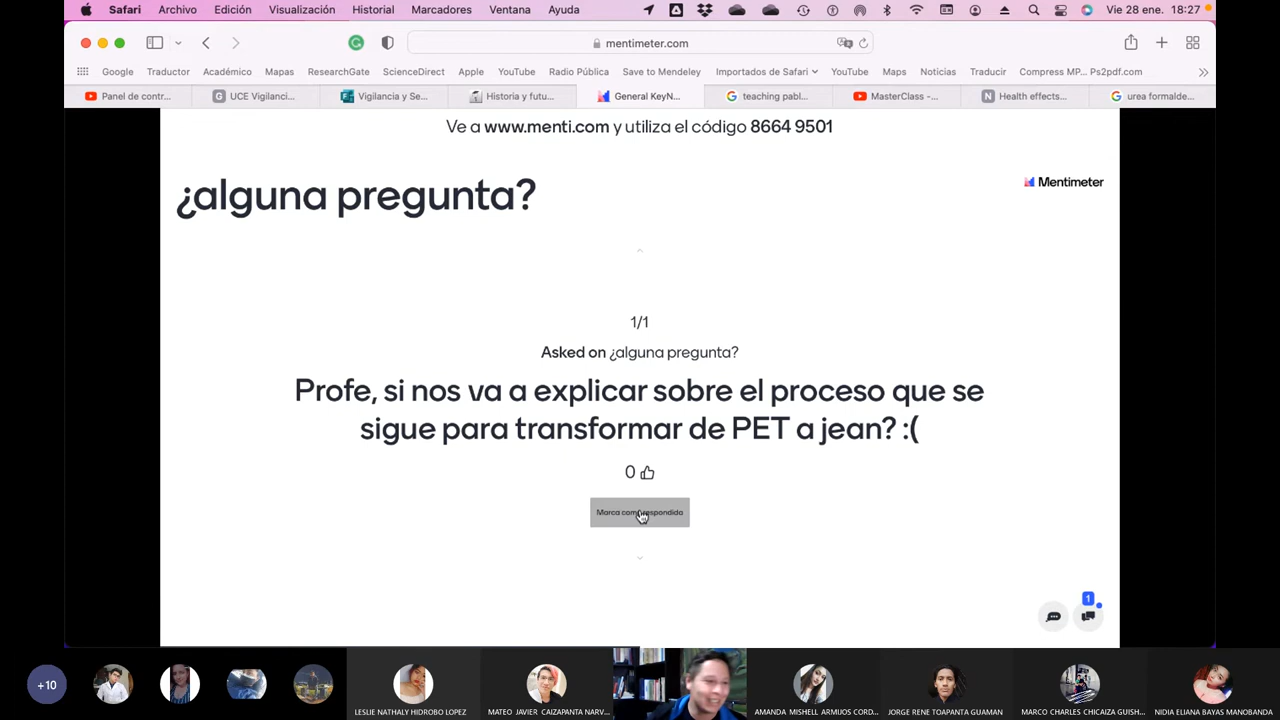 Safari Archivo Edición Visualización Historial Marcadores Ventana Ayuda Vie 28 ene. 18:27
mentimeter.com
Google Traductor Académico Mapas ResearchGate ScienceDirect Apple YouTube Radio Pública Save to Mendeley Importados de Safari YouTube Maps Noticias Traducir Compress MP... Ps2pdf.com
Panel de contr... UCE Vigilanci... Vigilancia y Se... Historia y futu... General KeyN... teaching pabl... MasterClass -... Health effects... urea formalde...
Ve a www.menti.com y utiliza el código 8664 9501
¿alguna pregunta?
Mentimeter
1/1
Asked on ¿alguna pregunta?
Profe, si nos va a explicar sobre el proceso que se
sigue para transformar de PET a jean? :(
0
Marca como respondida
1
+10
LESLIE NATHALY HIDROBO LOPEZ MATEO JAVIER CAIZAPANTA NARV... AMANDA MISHELL ARMIJOS CORD... JORGE RENE TOAPANTA GUAMAN MARCO CHARLES CHICAIZA GUISH... NIDIA ELIANA BAYAS MANOBANDA